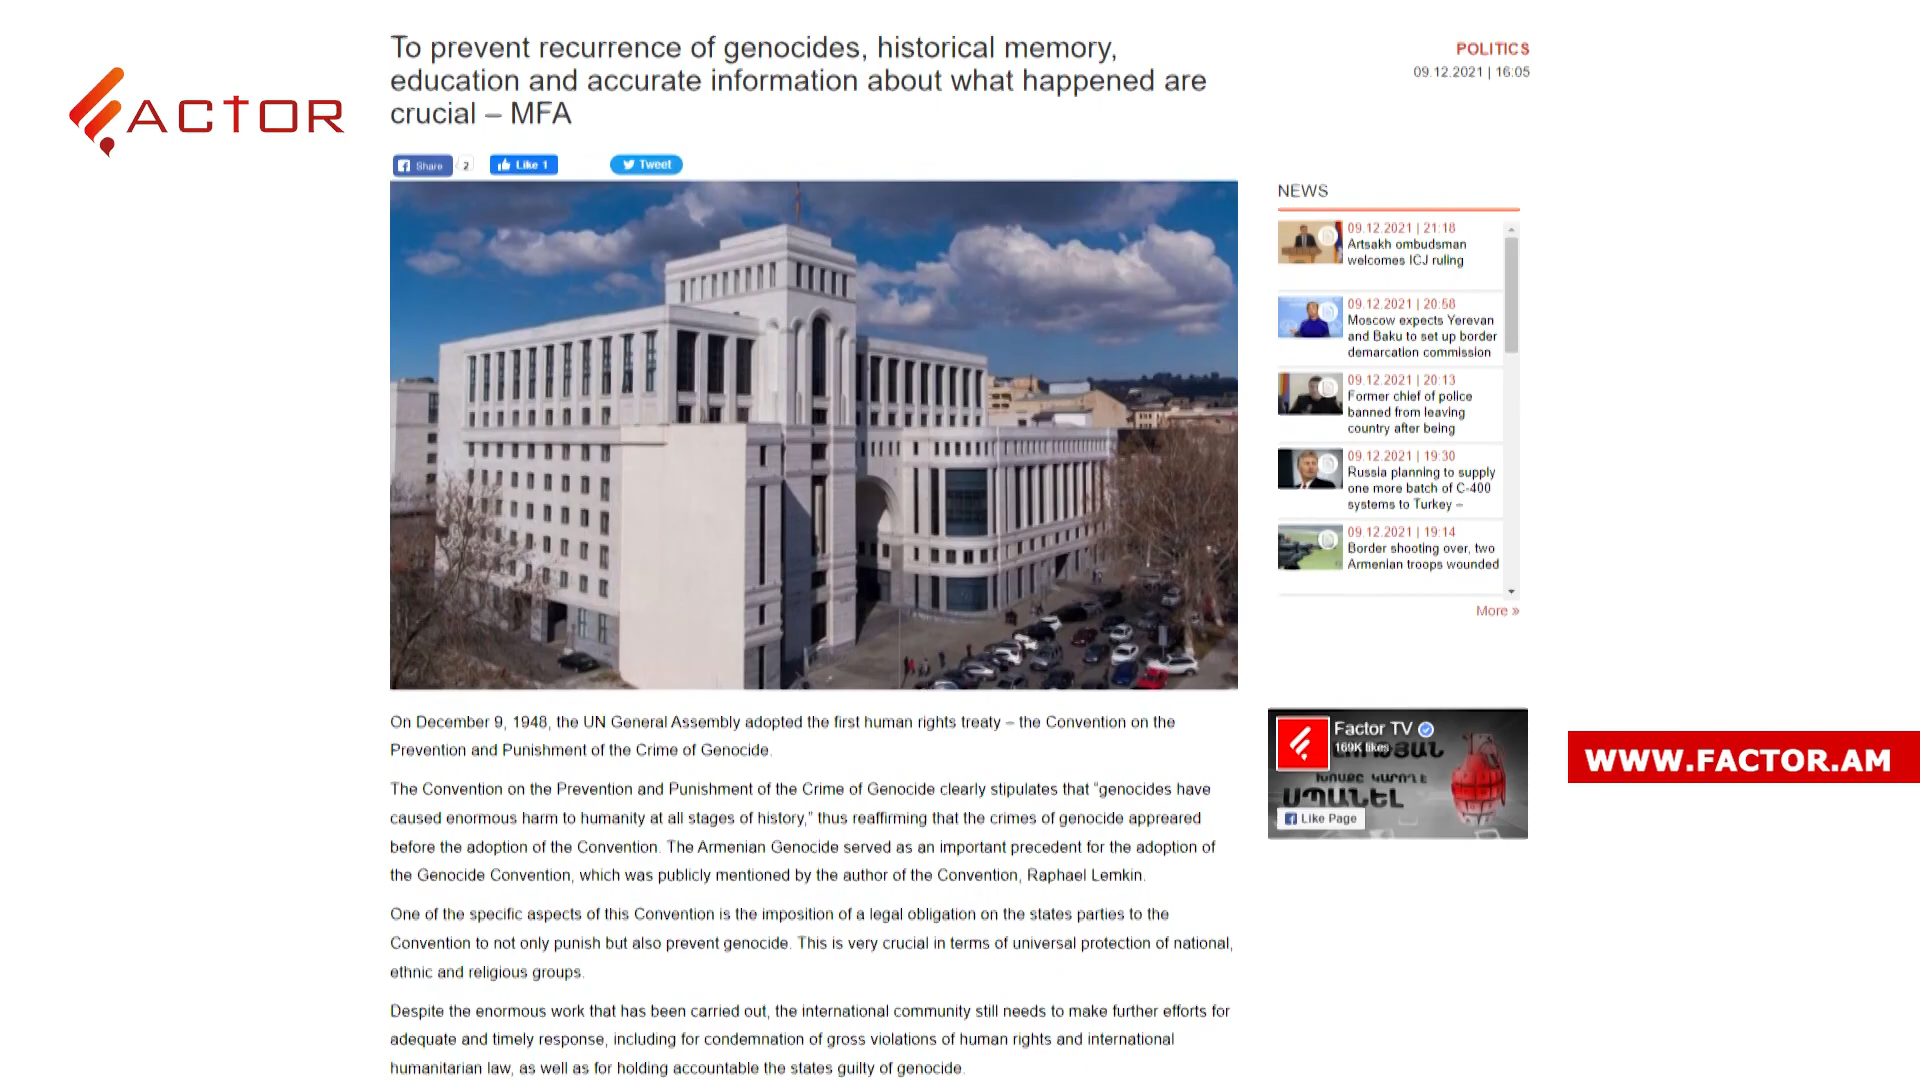 To prevent recurrence of genocides, historical memory,
education and accurate information about what happened are
crucial – MFA
POLITICS
09.12.2021 | 16:05
ACTOR
Share
2
Like 1
Tweet
NEWS
09.12.2021 | 21:18
Artsakh ombudsman
welcomes ICJ ruling
09.12.2021 | 20:58
Moscow expects Yerevan
and Baku to set up border
demarcation commission
09.12.2021 | 20:13
Former chief of police
banned from leaving
country after being
09.12.2021 | 19:30
Russia planning to supply
one more batch of C-400
systems to Turkey –
09.12.2021 | 19:14
Border shooting over, two
Armenian troops wounded
More »
On December 9, 1948, the UN General Assembly adopted the first human rights treaty – the Convention on the
Prevention and Punishment of the Crime of Genocide.
The Convention on the Prevention and Punishment of the Crime of Genocide clearly stipulates that “genocides have
caused enormous harm to humanity at all stages of history,” thus reaffirming that the crimes of genocide appreared
before the adoption of the Convention. The Armenian Genocide served as an important precedent for the adoption of
the Genocide Convention, which was publicly mentioned by the author of the Convention, Raphael Lemkin.
One of the specific aspects of this Convention is the imposition of a legal obligation on the states parties to the
Convention to not only punish but also prevent genocide. This is very crucial in terms of universal protection of national,
ethnic and religious groups.
Despite the enormous work that has been carried out, the international community still needs to make further efforts for
adequate and timely response, including for condemnation of gross violations of human rights and international
humanitarian law, as well as for holding accountable the states guilty of genocide.
Factor TV
169K likes
ԽՈՍՔԸ ԿԱՐՈՂ Է
ՍՊԱՆԵԼ
Like Page
WWW.FACTOR.AM